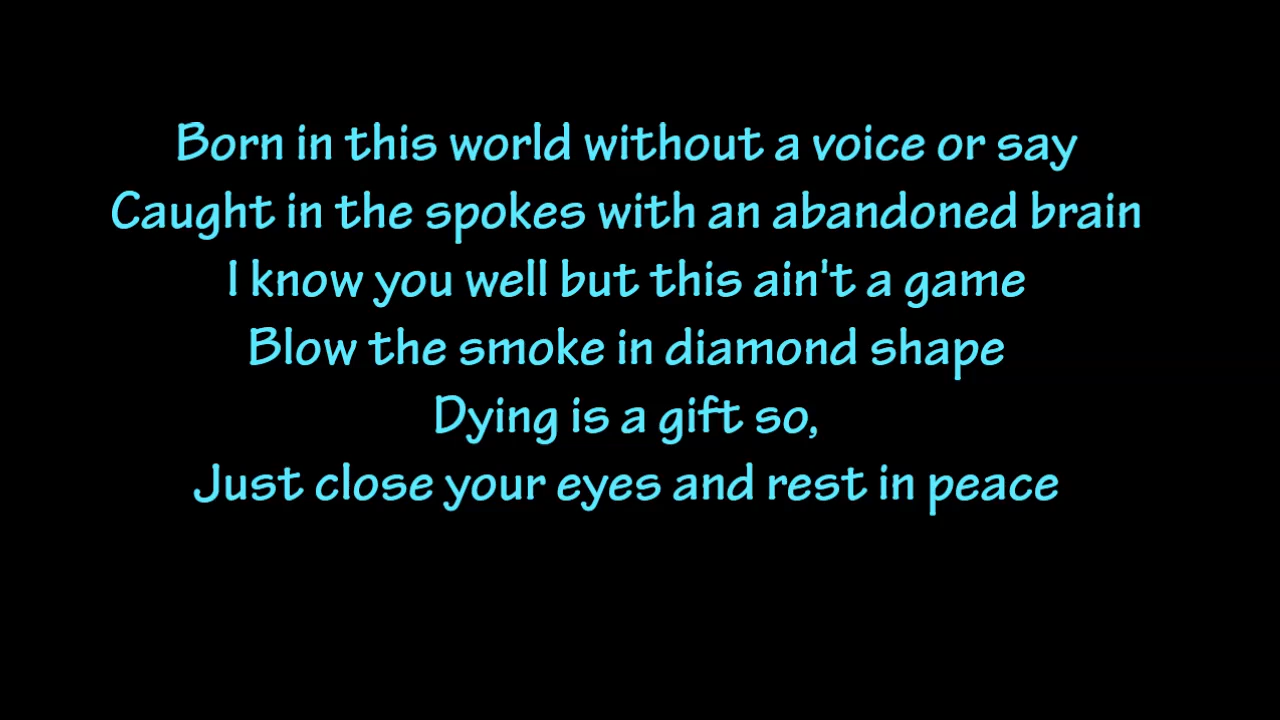 Born in this world without a voice or say
Caught in the spokes with an abandoned brain
I know you well but this ain't a game
Blow the smoke in diamond shape
Dying is a gift so,
Just close your eyes and rest in peace